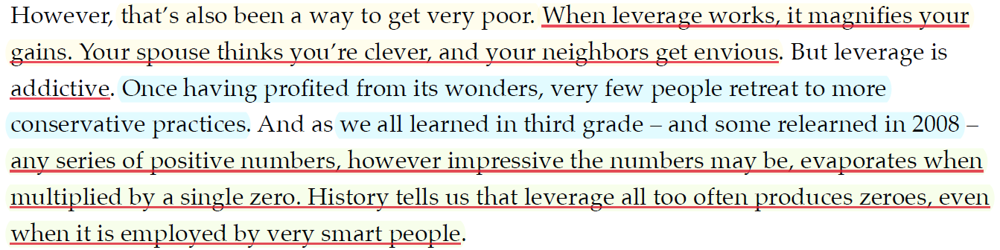 However, that’s also been a way to get very poor. When leverage works, it magnifies your
gains. Your spouse thinks you’re clever, and your neighbors get envious. But leverage is
addictive. Once having profited from its wonders, very few people retreat to more
conservative practices. And as we all learned in third grade – and some relearned in 2008 –
any series of positive numbers, however impressive the numbers may be, evaporates when
multiplied by a single zero. History tells us that leverage all too often produces zeroes, even
when it is employed by very smart people.